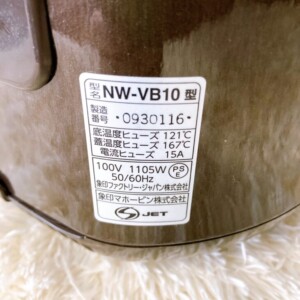 型名 NW-VB10 型
製造番号 ・0930116・
底温度ヒューズ 121℃
蓋温度ヒューズ 167℃
電流ヒューズ 15A
100V 1105W
50/60Hz
PSE
象印ファクトリー・ジャパン株式会社
象印マホービン株式会社
S JET